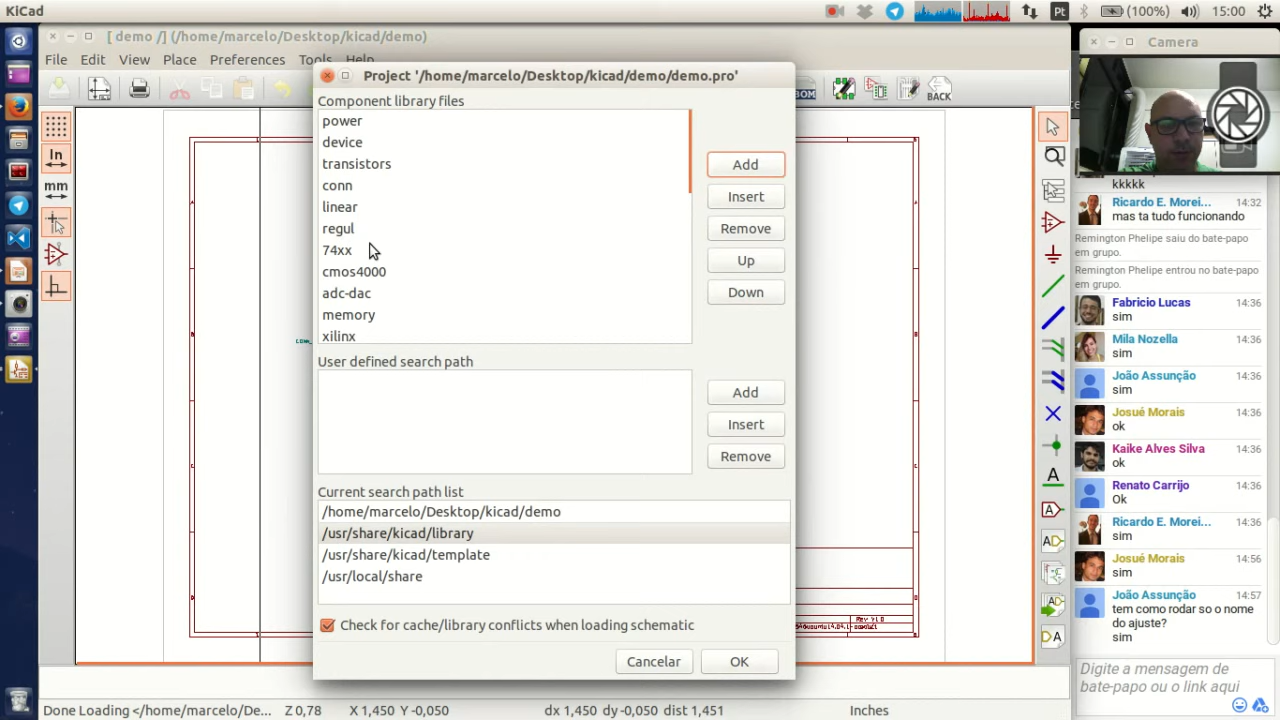 KiCad
Pt
(100%)
15:00
[ demo /] (/home/marcelo/Desktop/kicad/demo)
File Edit View Place Preferences Tools Help
BOM
BACK
In
mm
Project '/home/marcelo/Desktop/kicad/demo/demo.pro'
Component library files
power
device
transistors
conn
linear
regul
74xx
cmos4000
adc-dac
memory
xilinx
Add
Insert
Remove
Up
Down
User defined search path
Add
Insert
Remove
Current search path list
/home/marcelo/Desktop/kicad/demo
/usr/share/kicad/library
/usr/share/kicad/template
/usr/local/share
Check for cache/library conflicts when loading schematic
Cancelar
OK
Done Loading </home/marcelo/De...
Z 0,78
X 1,450 Y -0,050
dx 1,450 dy -0,050 dist 1,451
Inches
Camera
kkkkk
Ricardo E. Morei... 14:32
mas ta tudo funcionando
Remington Phelipe saiu do bate-papo
em grupo.
Remington Phelipe entrou no bate-papo
em grupo.
Fabricio Lucas 14:36
sim
Mila Nozella 14:36
sim
João Assunção 14:36
sim
Josué Morais 14:36
ok
Kaike Alves Silva 14:36
ok
Renato Carrijo 14:36
Ok
Ricardo E. Morei... 14:36
sim
Josué Morais 14:56
sim
João Assunção 14:57
tem como rodar so o nome
do ajuste?
sim
Digite a mensagem de
bate-papo ou o link aqui